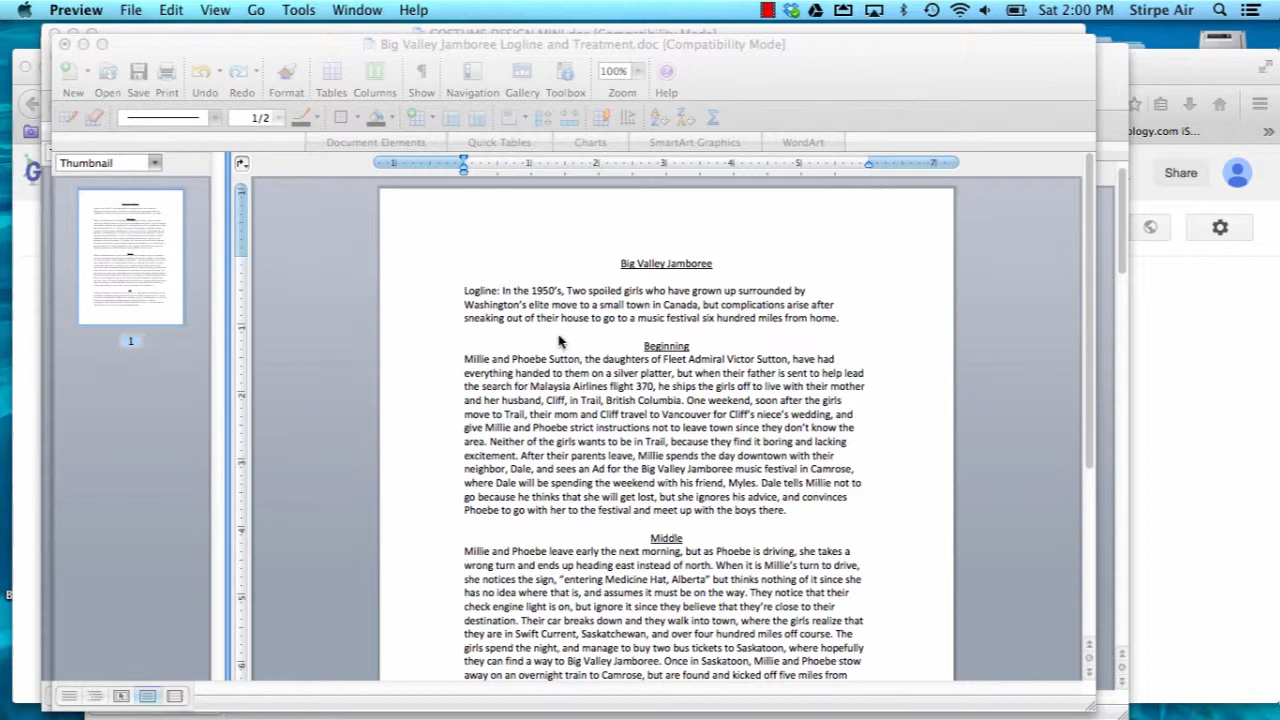 Preview File Edit View Go Tools Window Help Sat 2:00 PM Stirpe Air
COSTUME DESIGN MINI.doc [Compatibility Mode]
Big Valley Jamboree Logline and Treatment.doc [Compatibility Mode]
100%
New Open Save Print Undo Redo Format Tables Columns Show Navigation Gallery Toolbox Zoom Help
1/2
ology.com iS...
Document Elements Quick Tables Charts SmartArt Graphics WordArt
Thumbnail
Share
1
Big Valley Jamboree
Logline: In the 1950's, Two spoiled girls who have grown up surrounded by
Washington's elite move to a small town in Canada, but complications arise after
sneaking out of their house to go to a music festival six hundred miles from home.
Beginning
Millie and Phoebe Sutton, the daughters of Fleet Admiral Victor Sutton, have had
everything handed to them on a silver platter, but when their father is sent to help lead
the search for Malaysia Airlines flight 370, he ships the girls off to live with their mother
and her husband, Cliff, in Trail, British Columbia. One weekend, soon after the girls
move to Trail, their mom and Cliff travel to Vancouver for Cliff's niece's wedding, and
give Millie and Phoebe strict instructions not to leave town since they don't know the
area. Neither of the girls wants to be in Trail, because they find it boring and lacking
excitement. After their parents leave, Millie spends the day downtown with their
neighbor, Dale, and sees an Ad for the Big Valley Jamboree music festival in Camrose,
where Dale will be spending the weekend with his friend, Myles. Dale tells Millie not to
go because he thinks that she will get lost, but she ignores his advice, and convinces
Phoebe to go with her to the festival and meet up with the boys there.
Middle
Millie and Phoebe leave early the next morning, but as Phoebe is driving, she takes a
wrong turn and ends up heading east instead of north. When it is Millie's turn to drive,
she notices the sign, "entering Medicine Hat, Alberta" but thinks nothing of it since she
has no idea where that is, and assumes it must be on the way. They notice that their
check engine light is on, but ignore it since they believe that they're close to their
destination. Their car breaks down and they walk into town, where the girls realize that
they are in Swift Current, Saskatchewan, and over four hundred miles off course. The
girls spend the night, and manage to buy two bus tickets to Saskatoon, where hopefully
they can find a way to Big Valley Jamboree. Once in Saskatoon, Millie and Phoebe stow
away on an overnight train to Camrose, but are found and kicked off five miles from